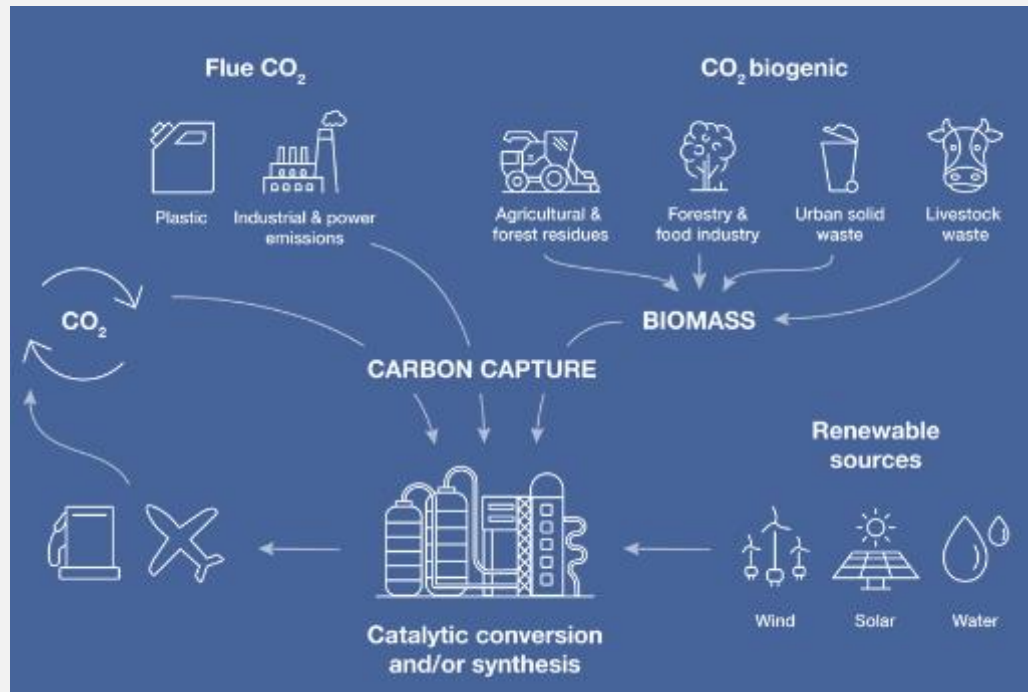 Flue CO₂
CO₂ biogenic
Plastic
Industrial & power
emissions
Agricultural &
forest residues
Forestry &
food industry
Urban solid
waste
Livestock
waste
CO₂
BIOMASS
CARBON CAPTURE
Renewable
sources
Wind
Solar
Water
Catalytic conversion
and/or synthesis